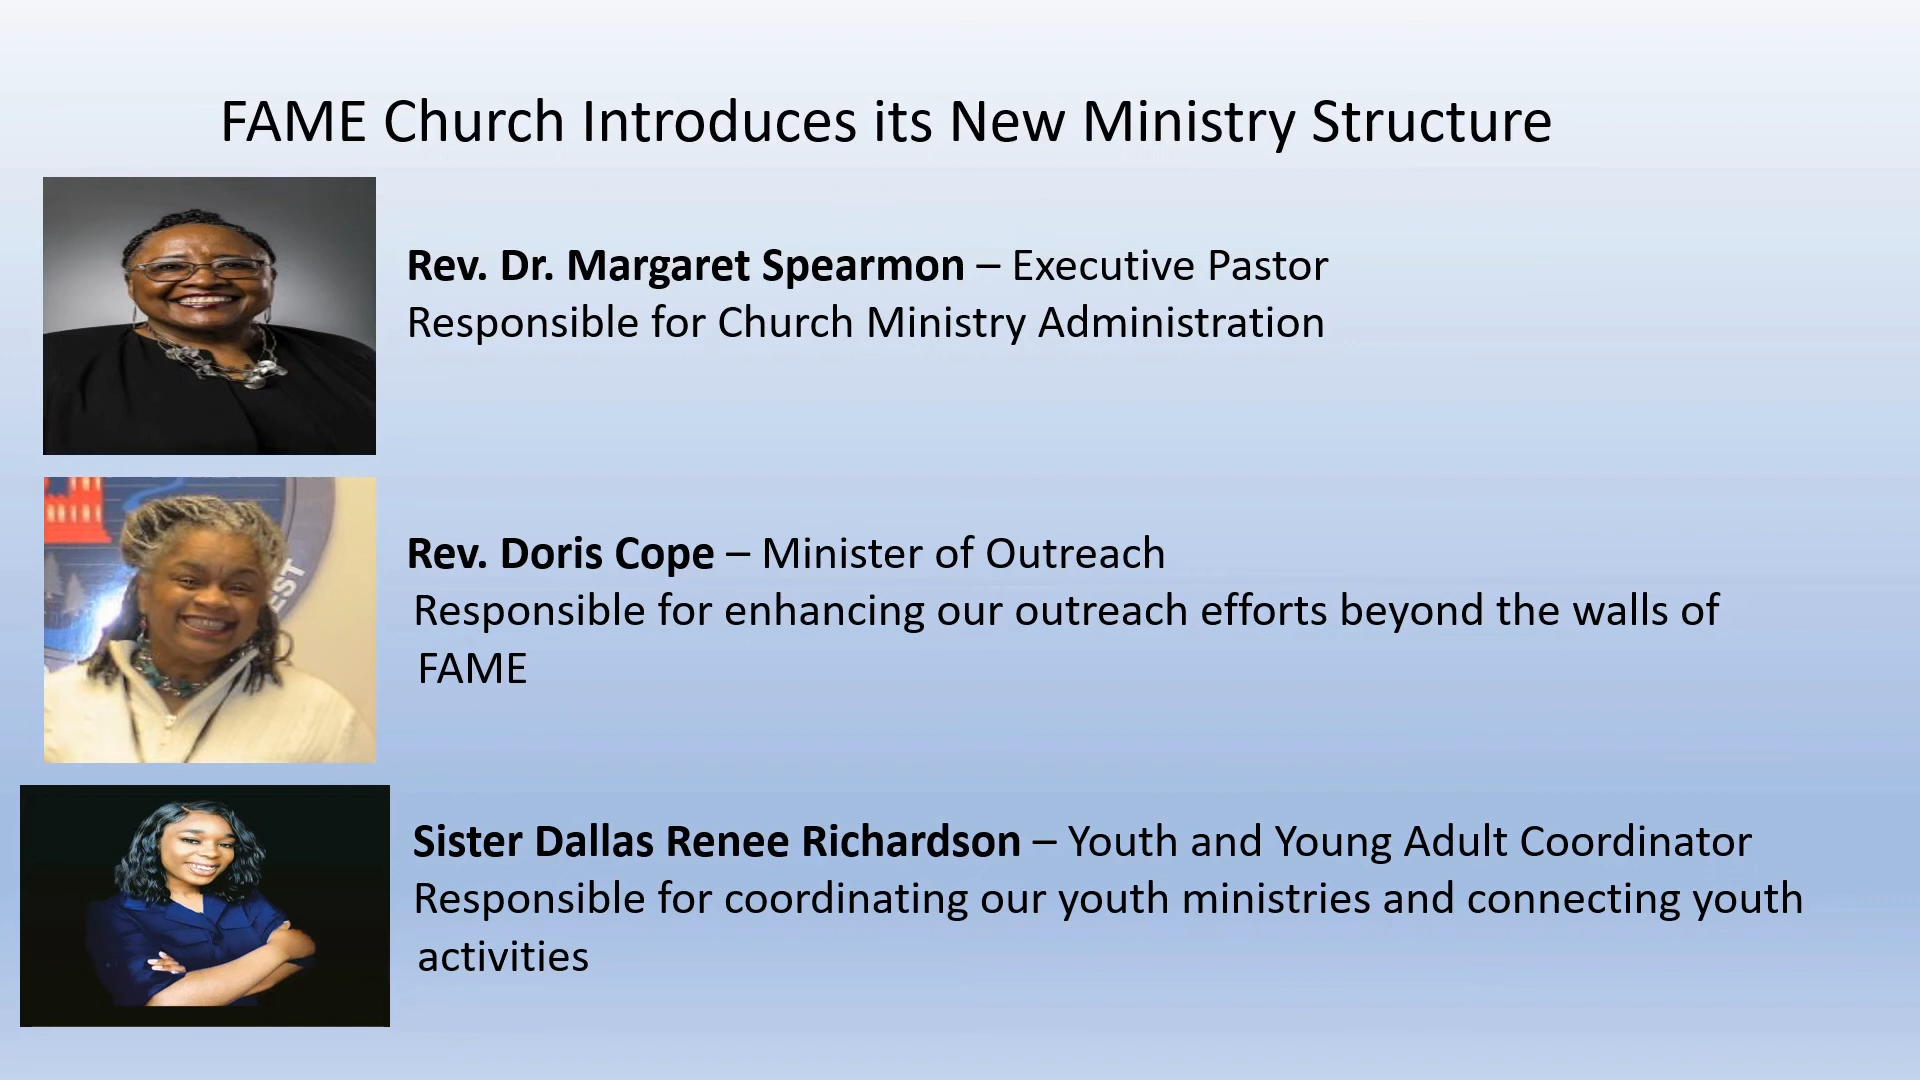 FAME Church Introduces its New Ministry Structure
Rev. Dr. Margaret Spearmon – Executive Pastor
Responsible for Church Ministry Administration
EST
Rev. Doris Cope – Minister of Outreach
Responsible for enhancing our outreach efforts beyond the walls of
FAME
Sister Dallas Renee Richardson – Youth and Young Adult Coordinator
Responsible for coordinating our youth ministries and connecting youth
activities